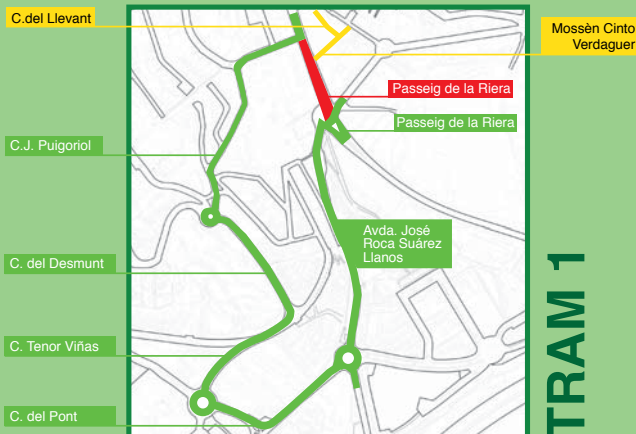 C.del Llevant
Mossèn Cinto
Verdaguer
Passeig de la Riera
Passeig de la Riera
C.J. Puigoriol
Avda. José
Roca Suárez
Llanos
C. del Desmunt
C. Tenor Viñas
C. del Pont
TRAM 1